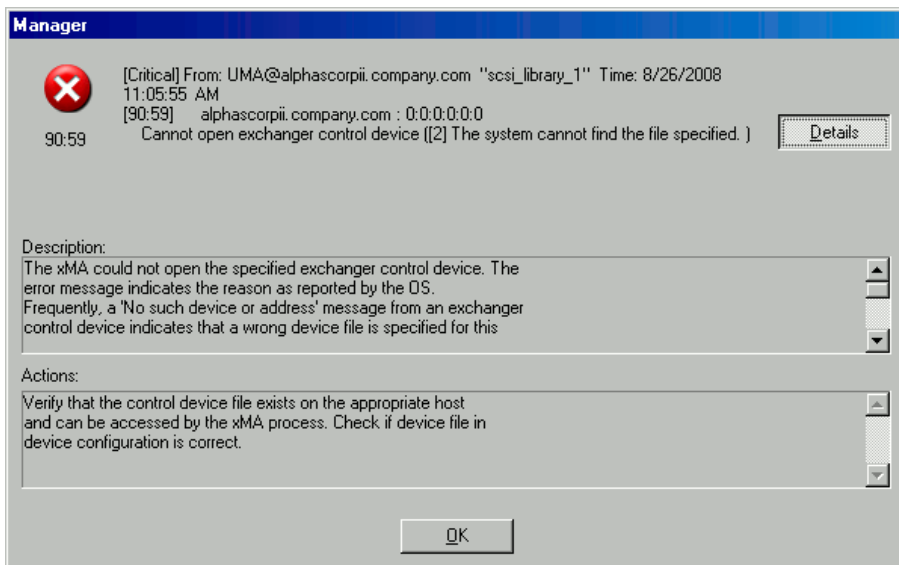 Manager
[Critical] From: UMA@alphascorpii.company.com "scsi_library_1" Time: 8/26/2008
11:05:55 AM
[90:59] alphascorpii.company.com : 0:0:0:0:0:0
Cannot open exchanger control device ([2] The system cannot find the file specified. )
90:59
Details
Description:
The xMA could not open the specified exchanger control device. The
error message indicates the reason as reported by the OS.
Frequently, a 'No such device or address' message from an exchanger
control device indicates that a wrong device file is specified for this
Actions:
Verify that the control device file exists on the appropriate host
and can be accessed by the xMA process. Check if device file in
device configuration is correct.
OK